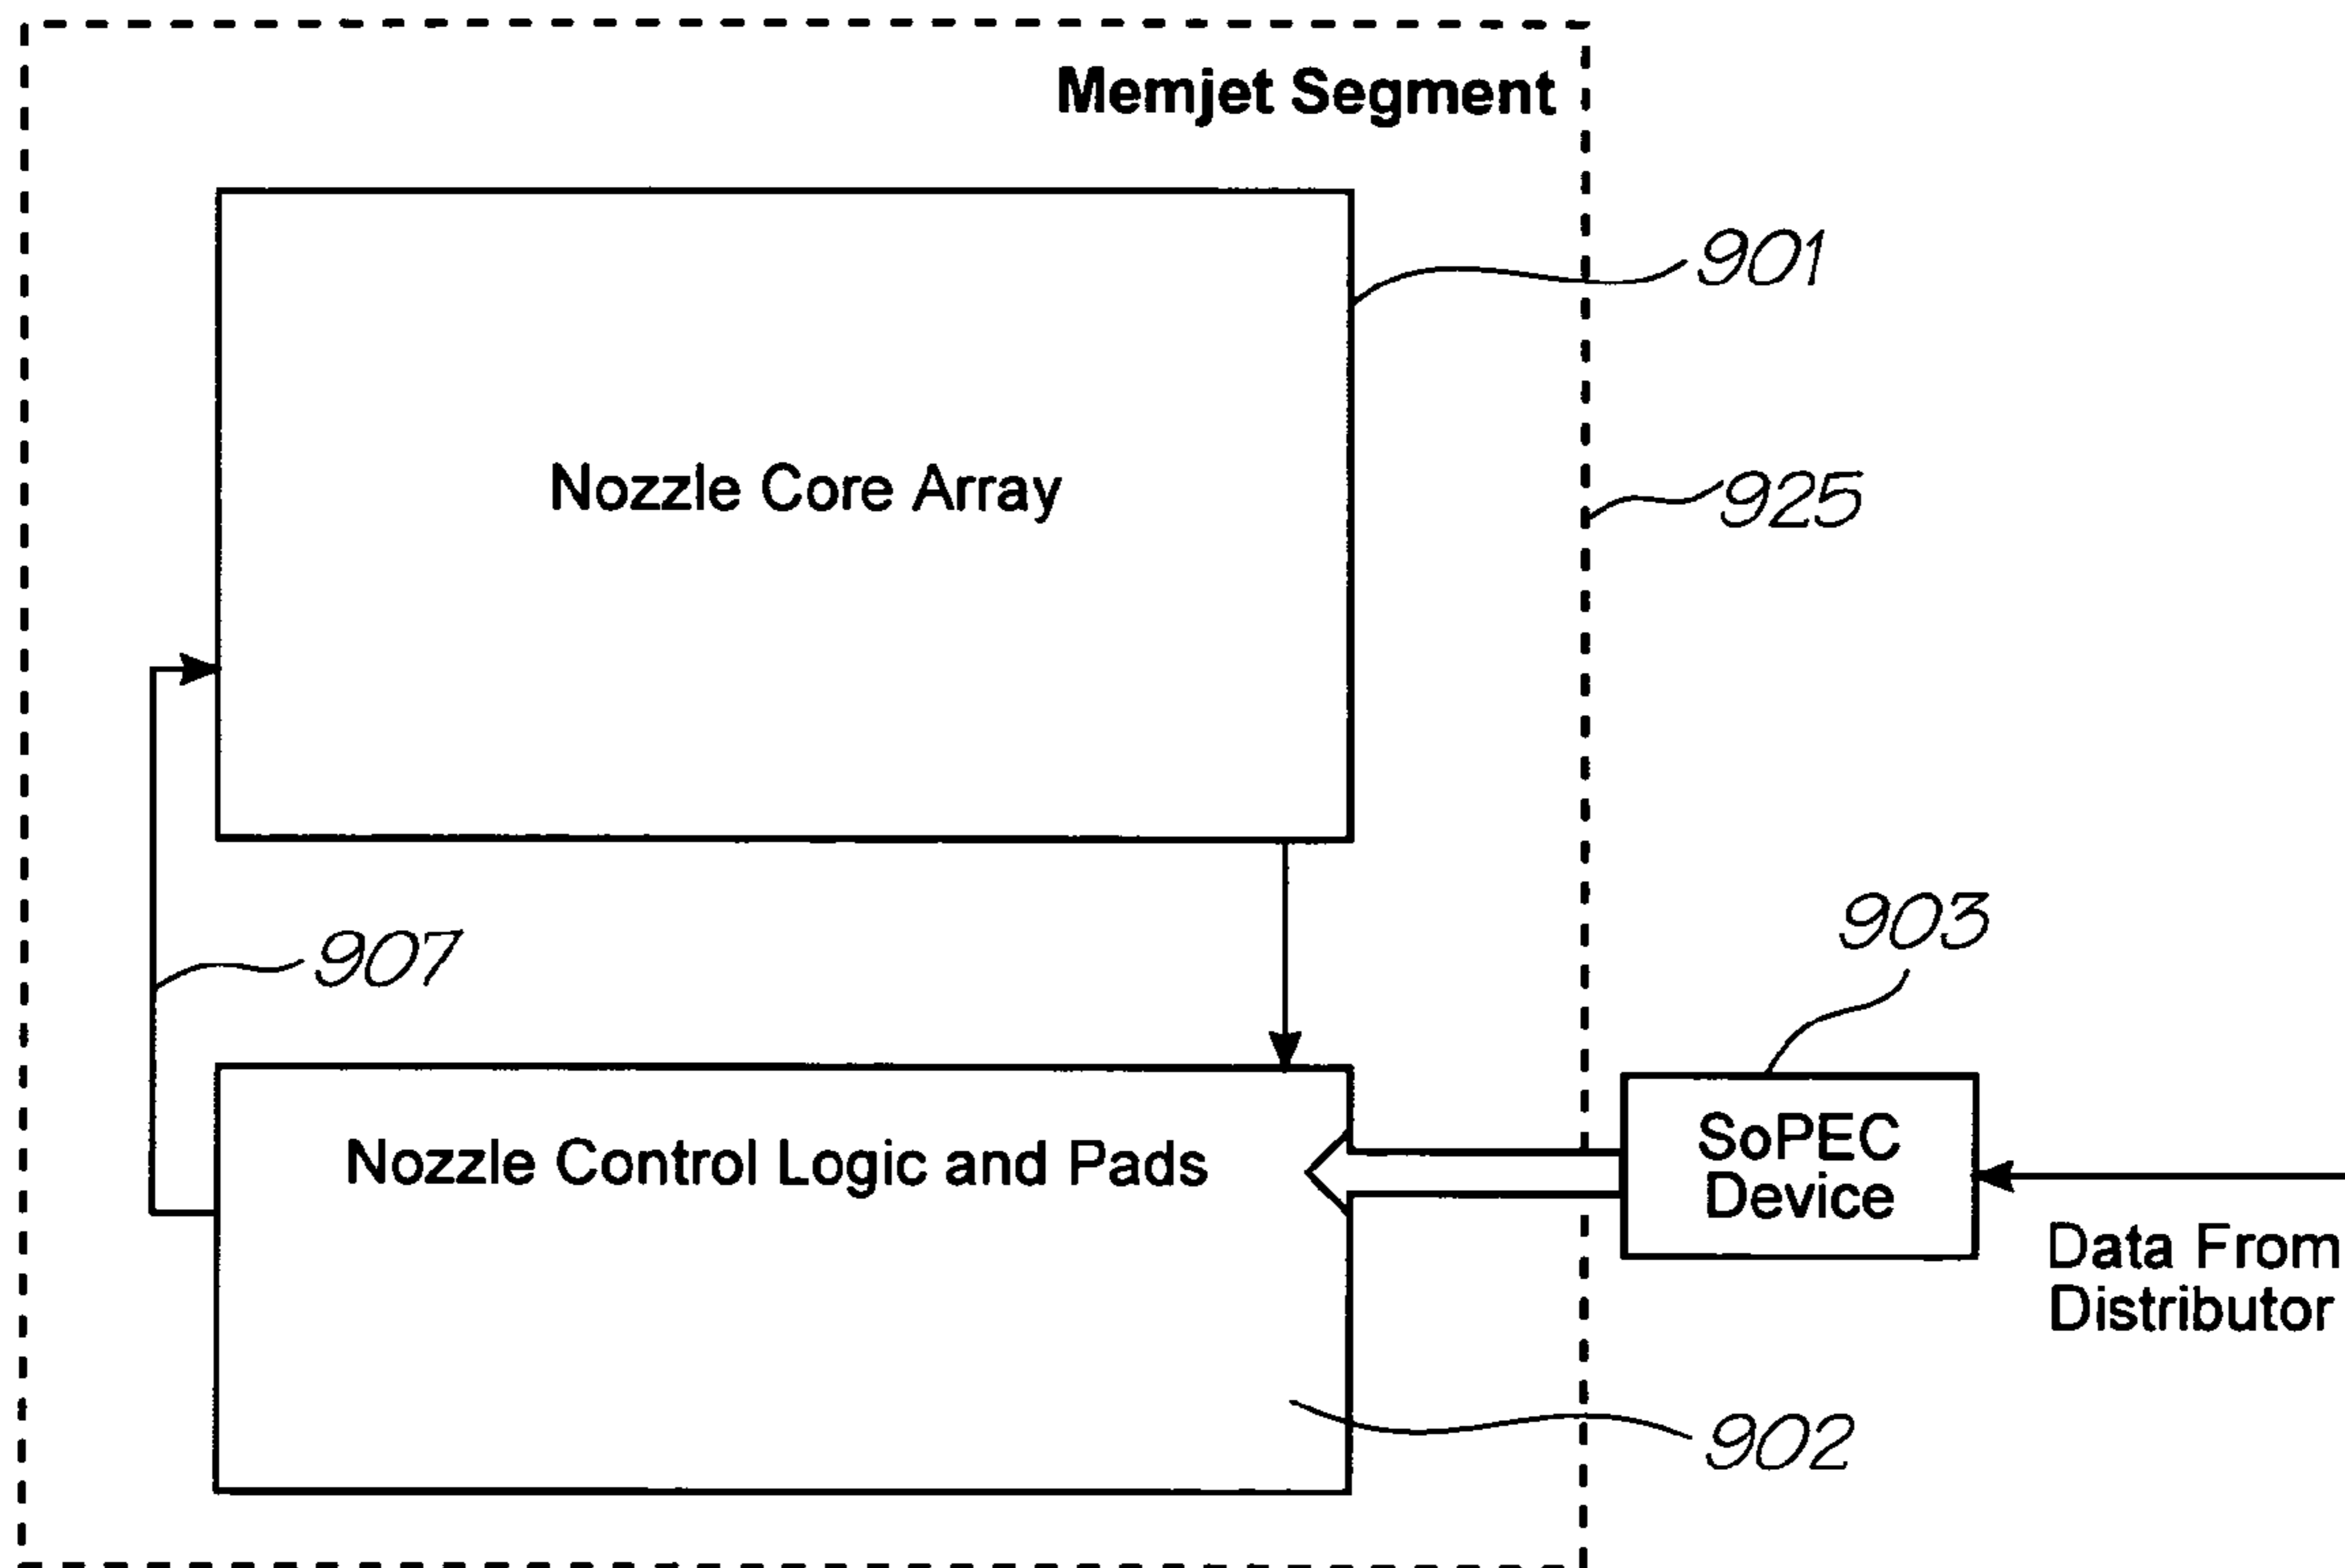 Memjet Segment
901
Nozzle Core Array
925
903
907
SoPEC
Device
Nozzle Control Logic and Pads
Data From
Distributor
902